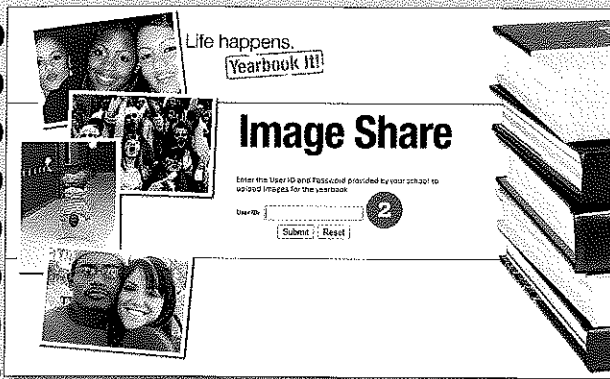 Life happens.
Yearbook It!
Image Share
Enter the User ID and Password provided by your school to
upload images for the yearbook
User ID:
2
Submit Reset